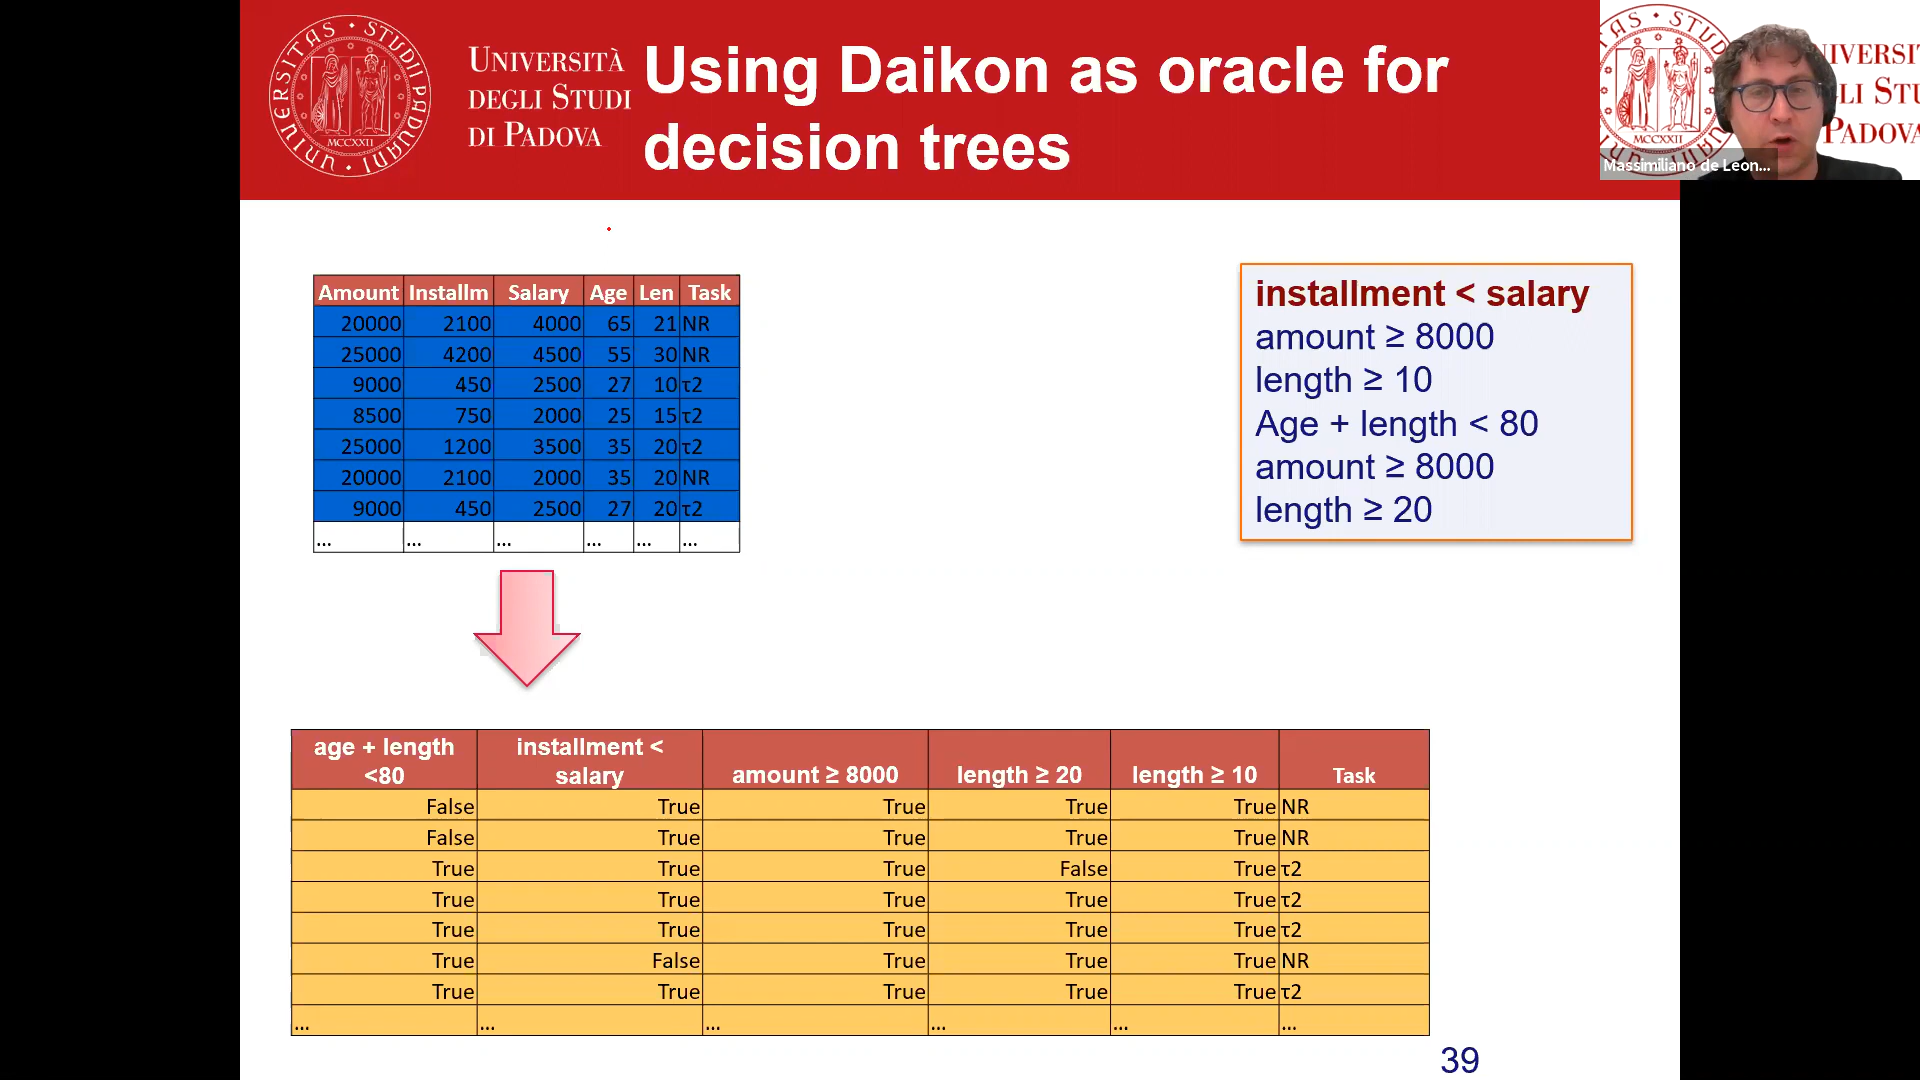 UNIVERSITÀ
DEGLI STUDI
DI PADOVA
UNIVERSITAS STUDII PADUANI
MCCXXII
Using Daikon as oracle for
decision trees
MCCXXII
Massimiliano de Leon...
Amount Installm Salary Age Len Task
20000 2100 4000 65 21 NR
25000 4200 4500 55 30 NR
9000 450 2500 27 10 τ2
8500 750 2000 25 15 τ2
25000 1200 3500 35 20 τ2
20000 2100 2000 35 20 NR
9000 450 2500 27 20 τ2
... ... ... ... ... ...
installment < salary
amount ≥ 8000
length ≥ 10
Age + length < 80
amount ≥ 8000
length ≥ 20
age + length
<80
installment <
salary
amount ≥ 8000
length ≥ 20
length ≥ 10
Task
False True True True True NR
False True True True True NR
True True True False True τ2
True True True True True τ2
True True True True True τ2
True False True True True NR
True True True True True τ2
... ... ... ... ... ...
39